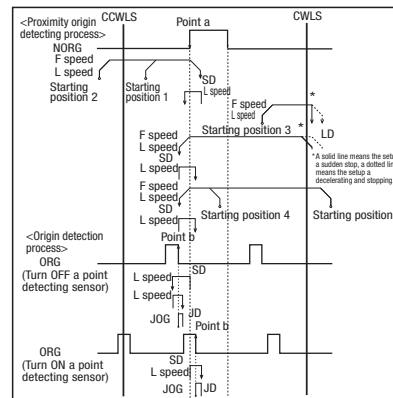 CCWLS
CWLS
<Proximity origin
detecting process>
Point a
NORG
F speed
L speed
SD
L speed
Starting
position 2
Starting
position 1
F speed
L speed
*
LD
F speed
Starting position 3
*
L speed
SD
L speed
*A solid line means the setu
a sudden stop, a dotted lin
means the setup a
decelerating and stopping.
F speed
L speed
SD
L speed
Starting position 4
Starting position
<Origin detection
process>
Point b
ORG
(Turn OFF a point
detecting sensor)
SD
L speed
L speed
JOG
JD
Point b
ORG
(Turn ON a point
detecting sensor)
SD
L speed
JOG
JD